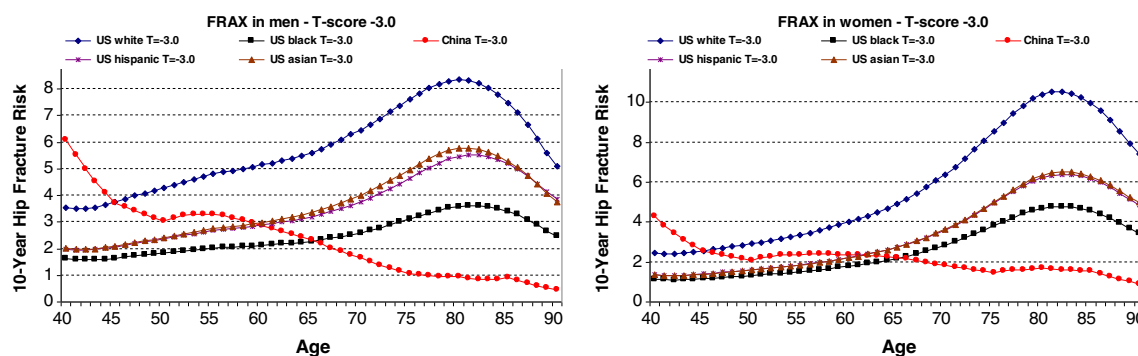 FRAX in men - T-score -3.0
US white T=-3.0 US black T=-3.0 China T=-3.0
US hispanic T=-3.0 US asian T=-3.0
10-Year Hip Fracture Risk
8
7
6
5
4
3
2
1
0
40 45 50 55 60 65 70 75 80 85 90
Age
FRAX in women - T-score -3.0
US white T=-3.0 US black T=-3.0 China T=-3.0
US hispanic T=-3.0 US asian T=-3.0
10-Year Hip Fracture Risk
10
8
6
4
2
0
40 45 50 55 60 65 70 75 80 85 90
Age